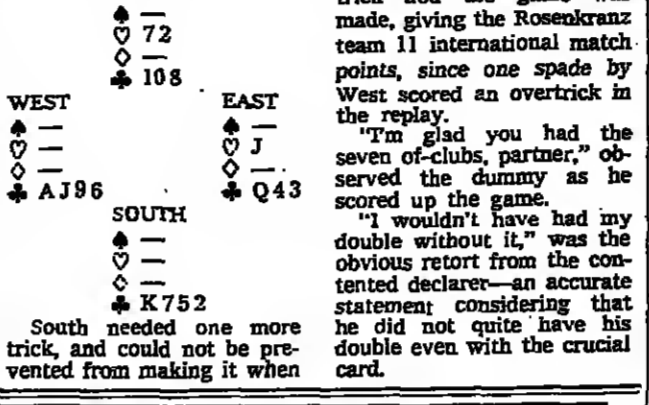 ♠ —
♡ 72
♢ —
♣ 108
WEST EAST
♠ — ♠ —
♡ — ♡ J
♢ — ♢ —
♣ AJ96 ♣ Q43
SOUTH
♠ —
♡ —
♢ —
♣ K752
South needed one more
trick, and could not be pre-
vented from making it when
made, giving the Rosenkranz
team 11 international match
points, since one spade by
West scored an overtrick in
the replay.
"I'm glad you had the
seven of-clubs, partner," ob-
served the dummy as he
scored up the game.
"I wouldn't have had my
double without it," was the
obvious retort from the con-
tented declarer—an accurate
statement considering that
he did not quite have his
double even with the crucial
card.